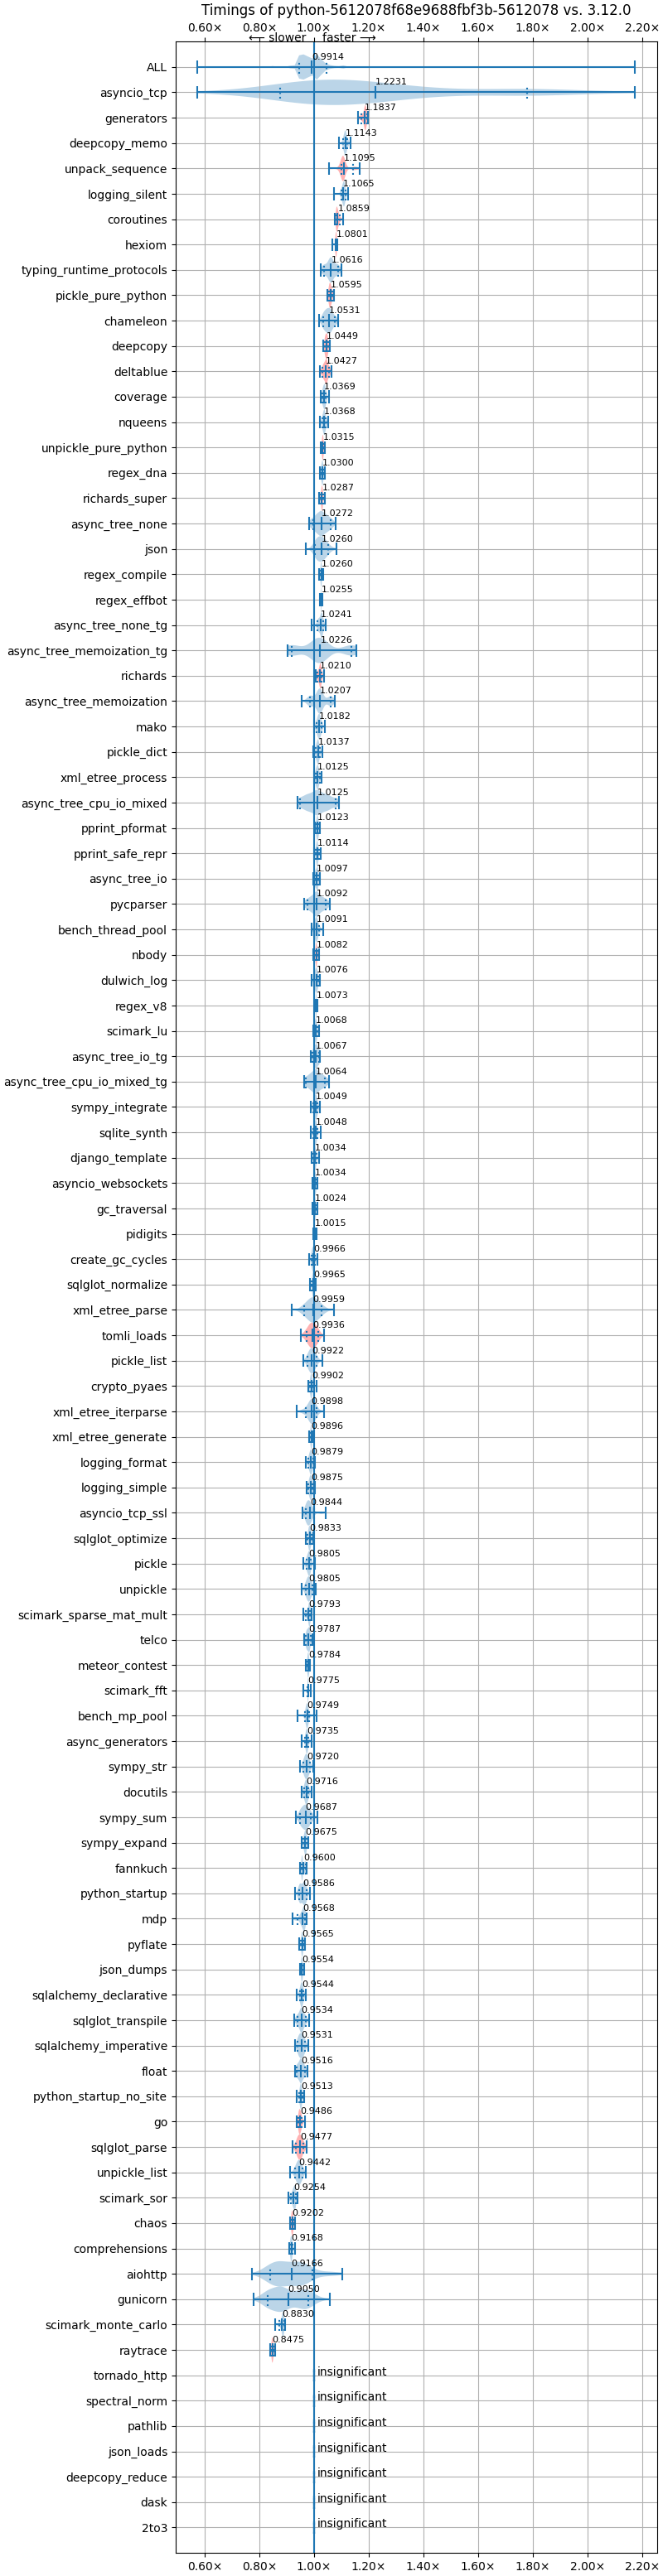 Timings of python-5612078f68e9688fbf3b-5612078 vs. 3.12.0
0.60× 0.80× 1.00× 1.20× 1.40× 1.60× 1.80× 2.00× 2.20×
⟵ slower faster ⟶
ALL 0.9914
asyncio_tcp 1.2231
generators 1.1837
deepcopy_memo 1.1143
unpack_sequence 1.1095
logging_silent 1.1065
coroutines 1.0859
hexiom 1.0801
typing_runtime_protocols 1.0616
pickle_pure_python 1.0595
chameleon 1.0531
deepcopy 1.0449
deltablue 1.0427
coverage 1.0369
nqueens 1.0368
unpickle_pure_python 1.0315
regex_dna 1.0300
richards_super 1.0287
async_tree_none 1.0272
json 1.0260
regex_compile 1.0260
regex_effbot 1.0255
async_tree_none_tg 1.0241
async_tree_memoization_tg 1.0226
richards 1.0210
async_tree_memoization 1.0207
mako 1.0182
pickle_dict 1.0137
xml_etree_process 1.0125
async_tree_cpu_io_mixed 1.0125
pprint_pformat 1.0123
pprint_safe_repr 1.0114
async_tree_io 1.0097
pycparser 1.0092
bench_thread_pool 1.0091
nbody 1.0082
dulwich_log 1.0076
regex_v8 1.0073
scimark_lu 1.0068
async_tree_io_tg 1.0067
async_tree_cpu_io_mixed_tg 1.0064
sympy_integrate 1.0049
sqlite_synth 1.0048
django_template 1.0034
asyncio_websockets 1.0034
gc_traversal 1.0024
pidigits 1.0015
create_gc_cycles 0.9966
sqlglot_normalize 0.9965
xml_etree_parse 0.9959
tomli_loads 0.9936
pickle_list 0.9922
crypto_pyaes 0.9902
xml_etree_iterparse 0.9898
xml_etree_generate 0.9896
logging_format 0.9879
logging_simple 0.9875
asyncio_tcp_ssl 0.9844
sqlglot_optimize 0.9833
pickle 0.9805
unpickle 0.9805
scimark_sparse_mat_mult 0.9793
telco 0.9787
meteor_contest 0.9784
scimark_fft 0.9775
bench_mp_pool 0.9749
async_generators 0.9735
sympy_str 0.9720
docutils 0.9716
sympy_sum 0.9687
sympy_expand 0.9675
fannkuch 0.9600
python_startup 0.9586
mdp 0.9568
pyflate 0.9565
json_dumps 0.9554
sqlalchemy_declarative 0.9544
sqlglot_transpile 0.9534
sqlalchemy_imperative 0.9531
float 0.9516
python_startup_no_site 0.9513
go 0.9486
sqlglot_parse 0.9477
unpickle_list 0.9442
scimark_sor 0.9254
chaos 0.9202
comprehensions 0.9168
aiohttp 0.9166
gunicorn 0.9050
scimark_monte_carlo 0.8830
raytrace 0.8475
tornado_http insignificant
spectral_norm insignificant
pathlib insignificant
json_loads insignificant
deepcopy_reduce insignificant
dask insignificant
2to3 insignificant
0.60× 0.80× 1.00× 1.20× 1.40× 1.60× 1.80× 2.00× 2.20×